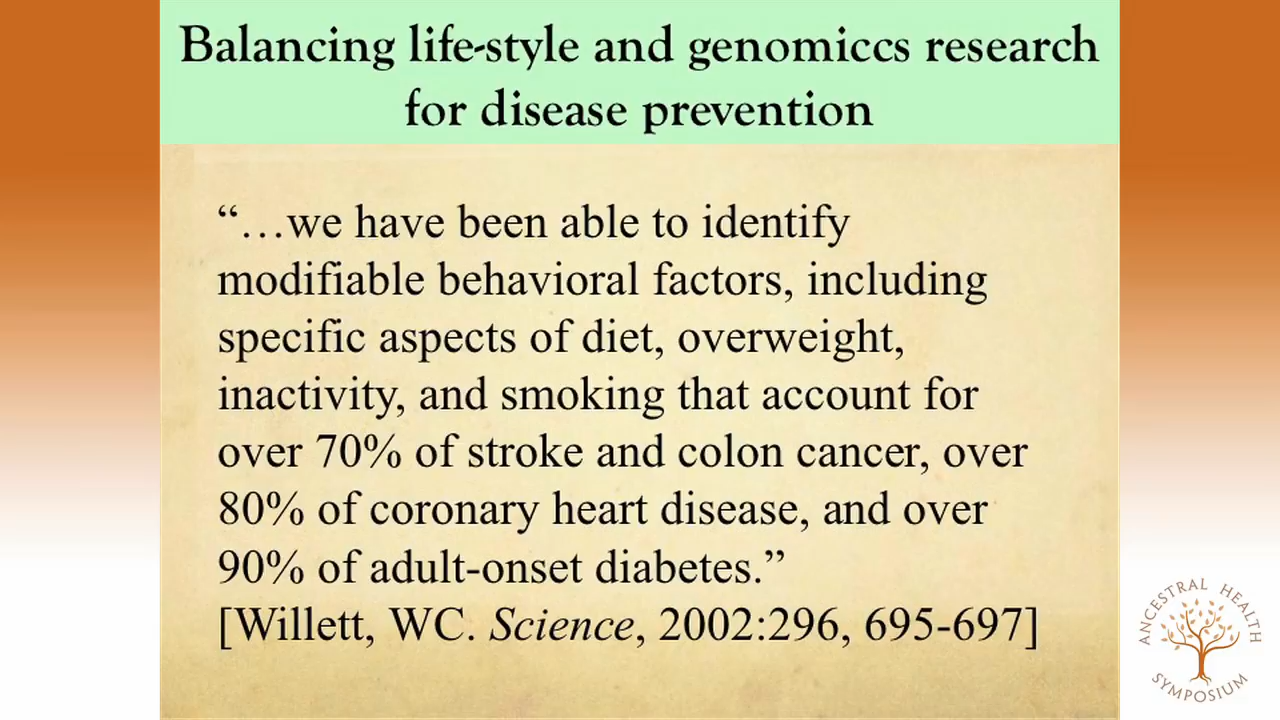 Balancing life-style and genomiccs research
for disease prevention
“…we have been able to identify
modifiable behavioral factors, including
specific aspects of diet, overweight,
inactivity, and smoking that account for
over 70% of stroke and colon cancer, over
80% of coronary heart disease, and over
90% of adult-onset diabetes.”
[Willett, WC. Science, 2002:296, 695-697]
ANCESTRAL HEALTH
SYMPOSIUM